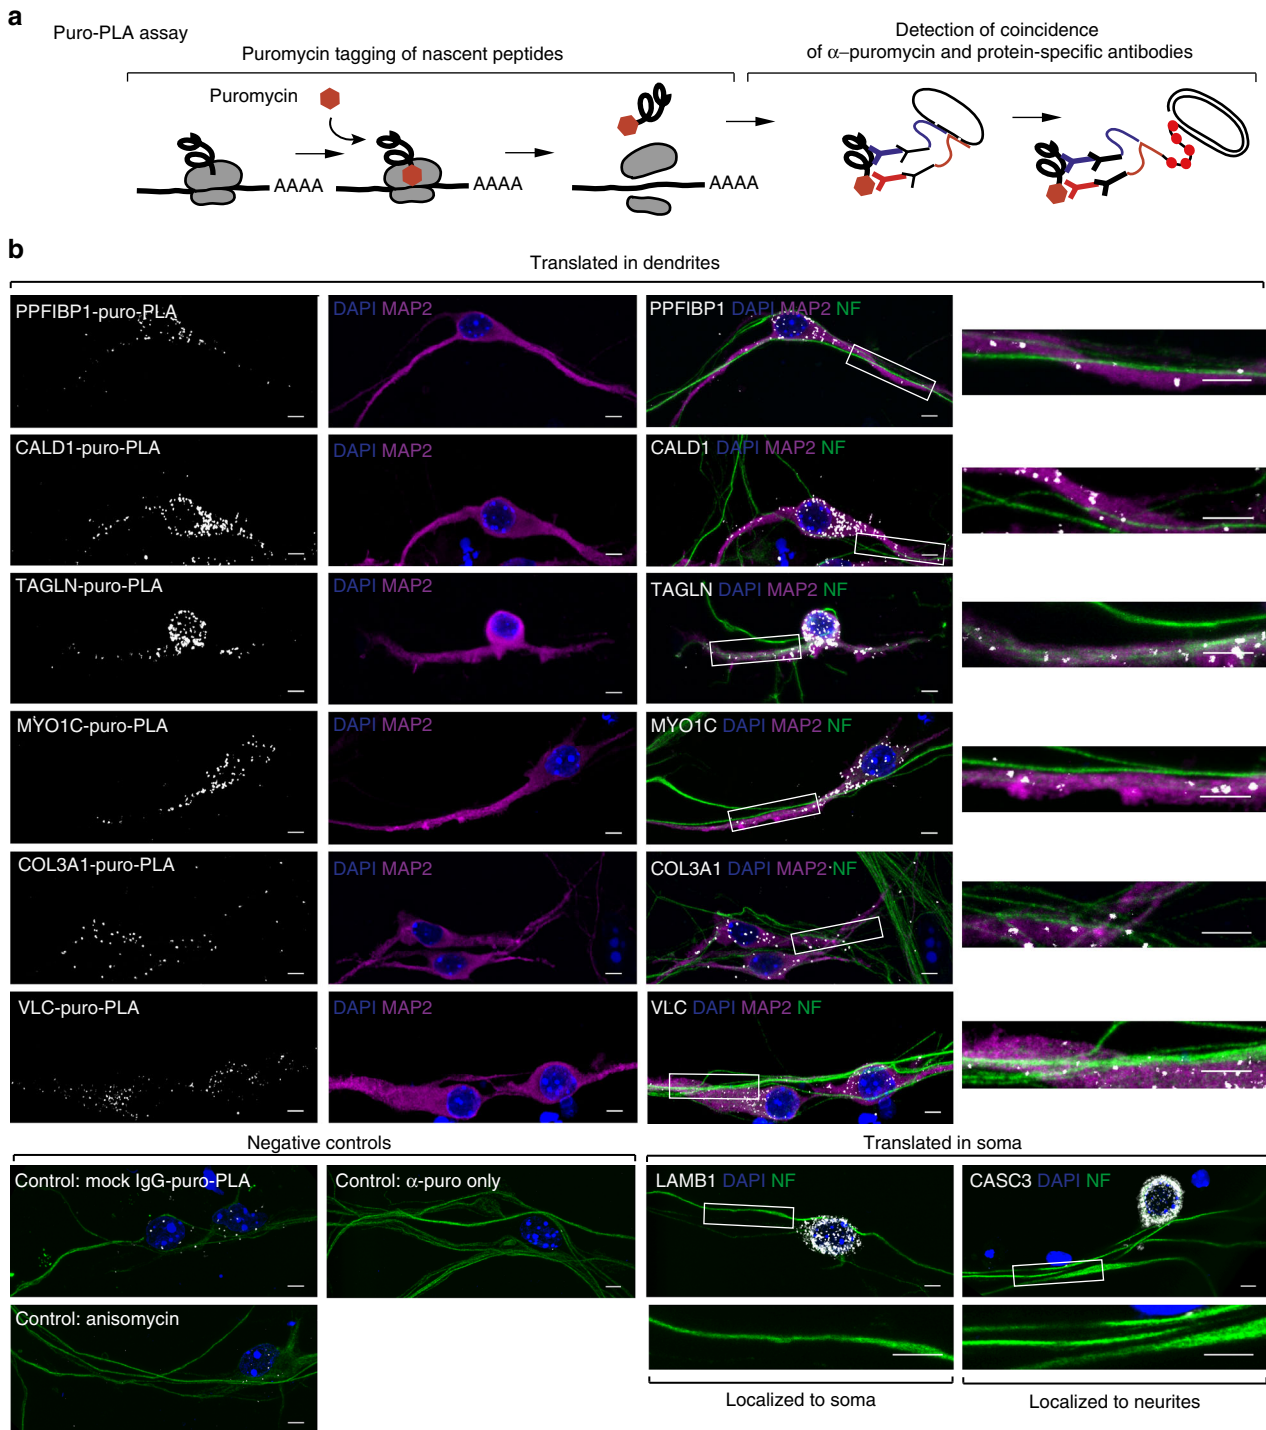 a
Puro-PLA assay
Puromycin tagging of nascent peptides
Detection of coincidence
of α–puromycin and protein-specific antibodies
Puromycin
AAAA
AAAA
AAAA
b
Translated in dendrites
PPFIBP1-puro-PLA
DAPI MAP2
PPFIBP1 DAPI MAP2 NF
CALD1-puro-PLA
DAPI MAP2
CALD1 DAPI MAP2 NF
TAGLN-puro-PLA
DAPI MAP2
TAGLN DAPI MAP2 NF
MYO1C-puro-PLA
DAPI MAP2
MYO1C DAPI MAP2 NF
COL3A1-puro-PLA
DAPI MAP2
COL3A1 DAPI MAP2 NF
VLC-puro-PLA
DAPI MAP2
VLC DAPI MAP2 NF
Negative controls
Translated in soma
Control: mock IgG-puro-PLA
Control: α-puro only
LAMB1 DAPI NF
CASC3 DAPI NF
Control: anisomycin
Localized to soma
Localized to neurites